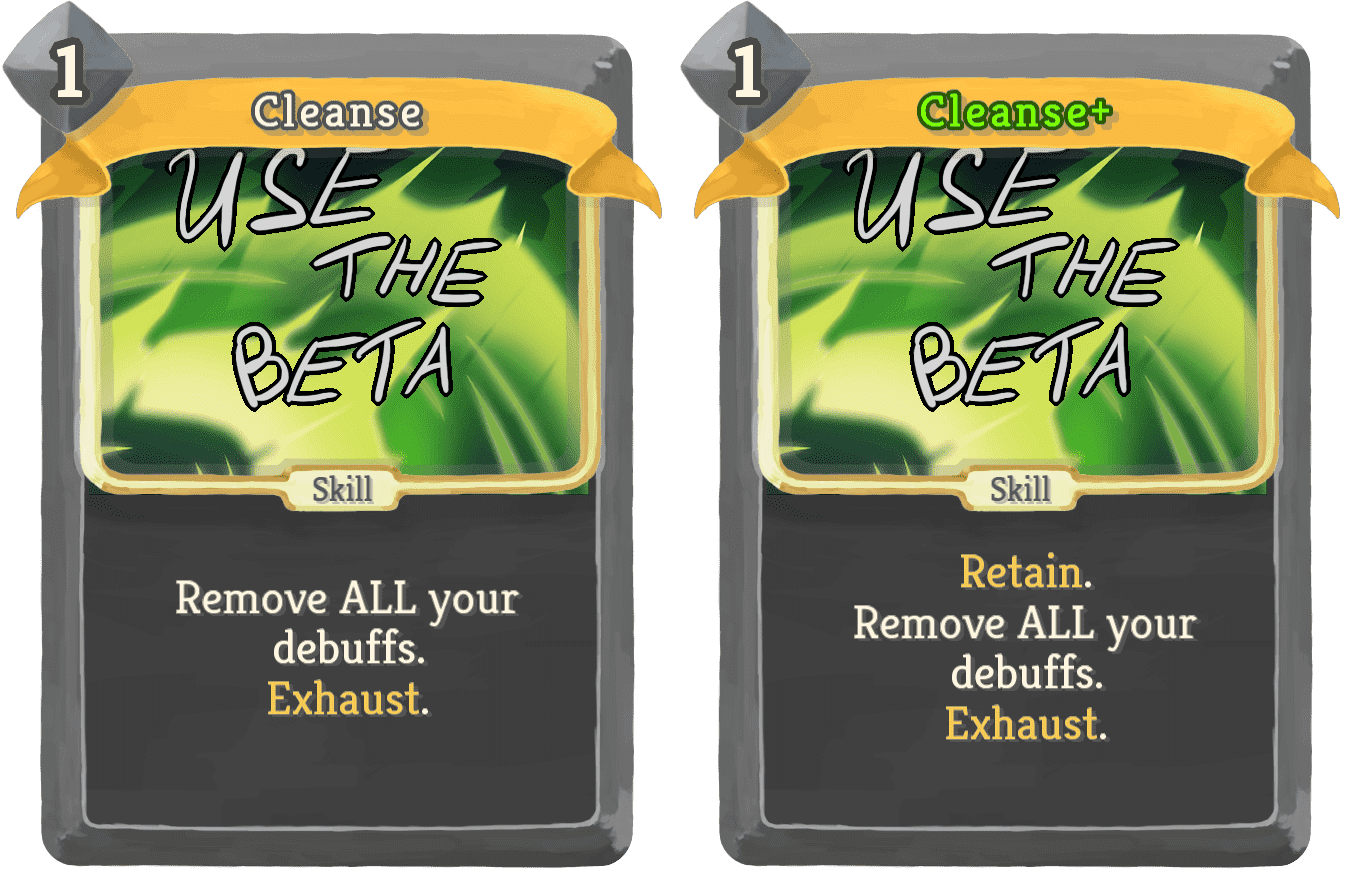 1
Cleanse
USE
THE
BETA
Skill
Remove ALL your
debuffs.
Exhaust.
1
Cleanse+
USE
THE
BETA
Skill
Retain.
Remove ALL your
debuffs.
Exhaust.